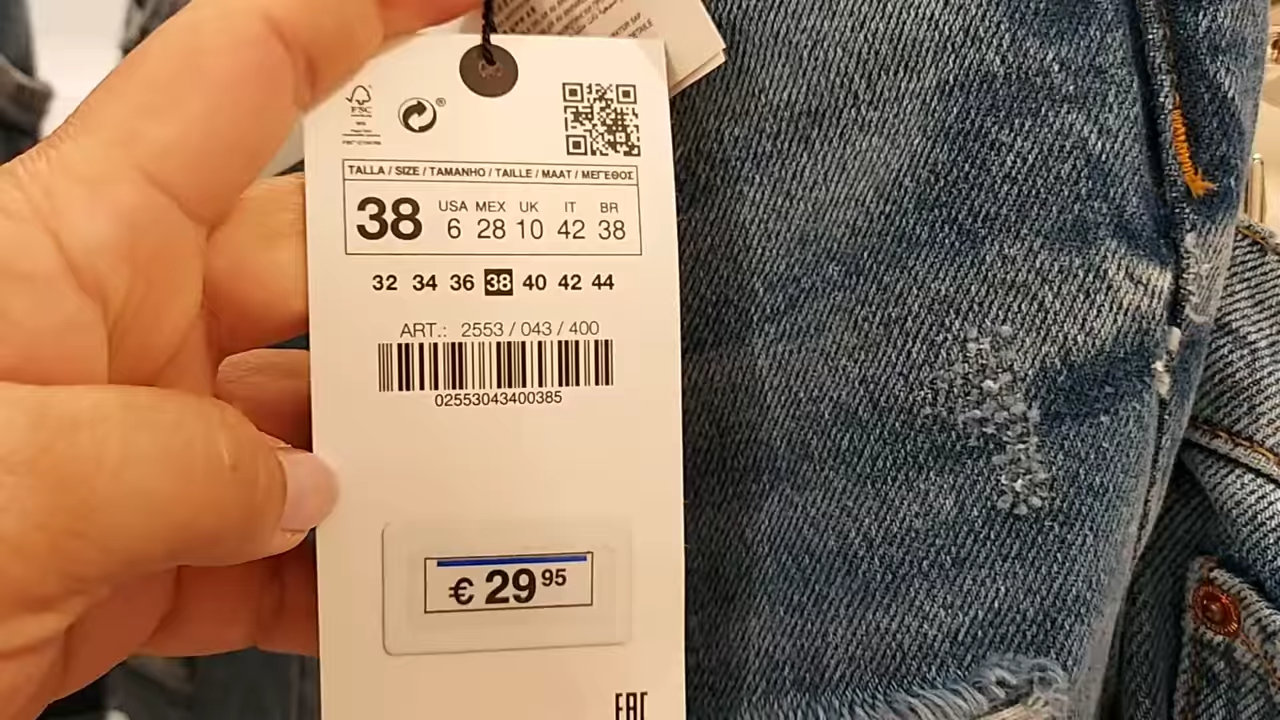 FSC
®
TALLA / SIZE / TAMANHO / TAILLE / MAAT / ΜΕΓΕΘΟΣ
38
USA MEX UK IT BR
6 28 10 42 38
32 34 36 38 40 42 44
ART.: 2553 / 043 / 400
02553043400385
€ 29 95
EAC